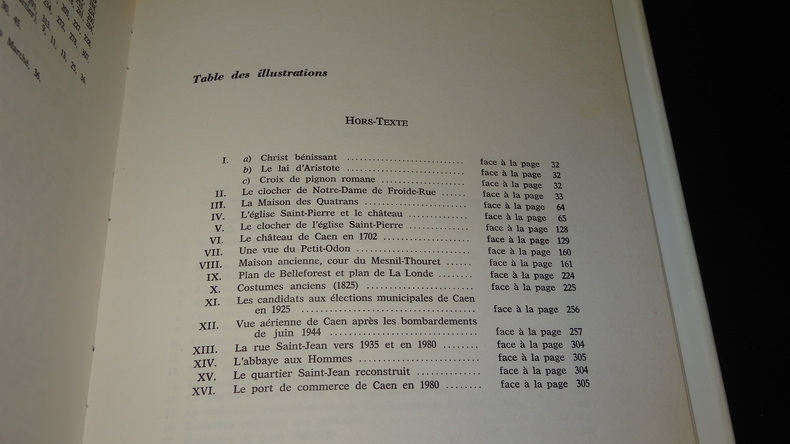 Marché, 36.
Table des illustrations
HORS-TEXTE
I. a) Christ bénissant .......................... face à la page 32
b) Le lai d'Aristote .......................... face à la page 32
c) Croix de pignon romane .................. face à la page 32
II. Le clocher de Notre-Dame de Froide-Rue ...... face à la page 33
III. La Maison des Quatrans ...................... face à la page 64
IV. L'église Saint-Pierre et le château ............. face à la page 65
V. Le clocher de l'église Saint-Pierre ............. face à la page 128
VI. Le château de Caen en 1702 ................... face à la page 129
VII. Une vue du Petit-Odon ......................... face à la page 160
VIII. Maison ancienne, cour du Mesnil-Thouret ...... face à la page 161
IX. Plan de Belleforest et plan de La Londe ........ face à la page 224
X. Costumes anciens (1825) ........................ face à la page 225
XI. Les candidats aux élections municipales de Caen
en 1925 ....................................... face à la page 256
XII. Vue aérienne de Caen après les bombardements
de juin 1944 ................................. face à la page 257
XIII. La rue Saint-Jean vers 1935 et en 1980 ........ face à la page 304
XIV. L'abbaye aux Hommes ......................... face à la page 305
XV. Le quartier Saint-Jean reconstruit .............. face à la page 304
XVI. Le port de commerce de Caen en 1980 ........ face à la page 305